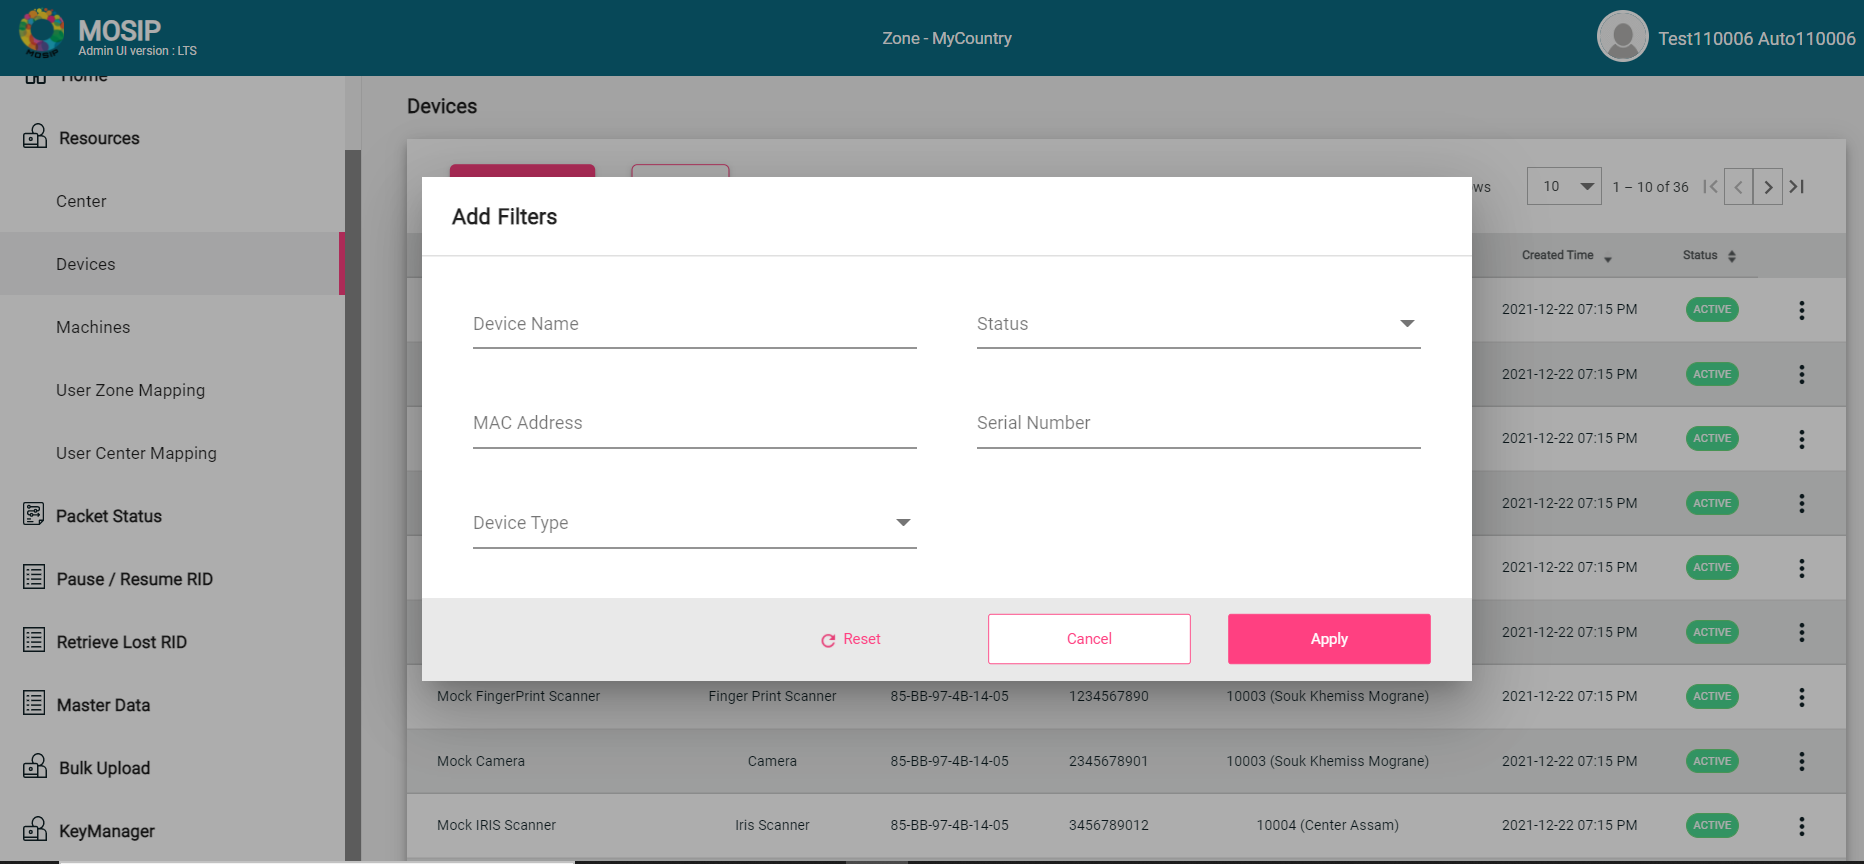 MOSIP
Admin UI version : LTS
MOSIP
Zone - MyCountry
Test110006 Auto110006
Home
Resources
Center
Devices
Machines
User Zone Mapping
User Center Mapping
Packet Status
Pause / Resume RID
Retrieve Lost RID
Master Data
Bulk Upload
KeyManager
Devices
10
1 – 10 of 36
Created Time
Status
2021-12-22 07:15 PM ACTIVE
2021-12-22 07:15 PM ACTIVE
2021-12-22 07:15 PM ACTIVE
2021-12-22 07:15 PM ACTIVE
2021-12-22 07:15 PM ACTIVE
2021-12-22 07:15 PM ACTIVE
Add Filters
Device Name
Status
MAC Address
Serial Number
Device Type
Reset
Cancel
Apply
Mock FingerPrint Scanner Finger Print Scanner 85-BB-97-4B-14-05 1234567890 10003 (Souk Khemiss Mograne) 2021-12-22 07:15 PM ACTIVE
Mock Camera Camera 85-BB-97-4B-14-05 2345678901 10003 (Souk Khemiss Mograne) 2021-12-22 07:15 PM ACTIVE
Mock IRIS Scanner Iris Scanner 85-BB-97-4B-14-05 3456789012 10004 (Center Assam) 2021-12-22 07:15 PM ACTIVE